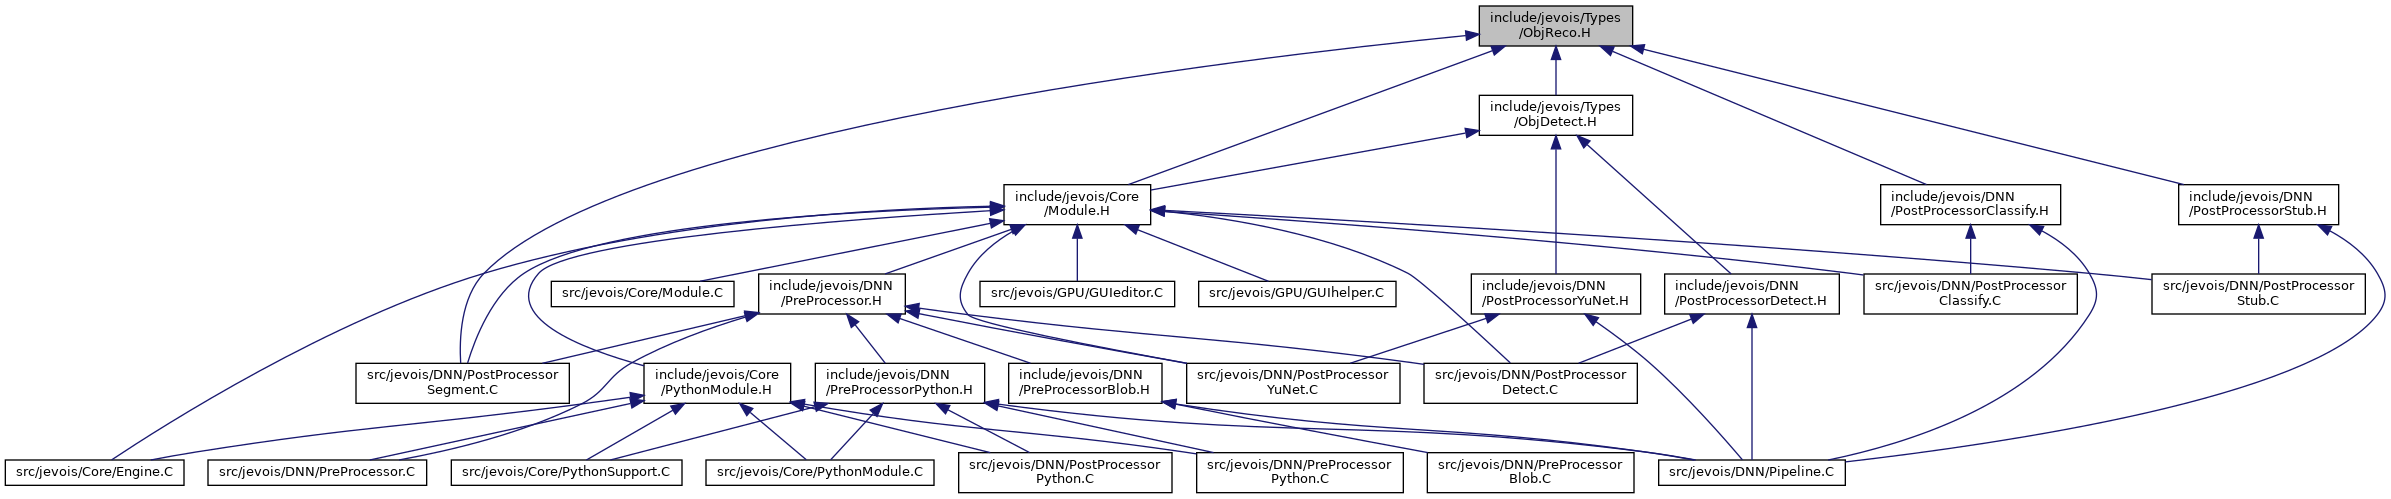 include/jevois/Types
/ObjReco.H
include/jevois/Types
/ObjDetect.H
include/jevois/Core
/Module.H
include/jevois/DNN
/PostProcessorClassify.H
include/jevois/DNN
/PostProcessorStub.H
src/jevois/Core/Module.C
include/jevois/DNN
/PreProcessor.H
src/jevois/GPU/GUIeditor.C
src/jevois/GPU/GUIhelper.C
include/jevois/DNN
/PostProcessorYuNet.H
include/jevois/DNN
/PostProcessorDetect.H
src/jevois/DNN/PostProcessor
Classify.C
src/jevois/DNN/PostProcessor
Stub.C
src/jevois/DNN/PostProcessor
Segment.C
include/jevois/Core
/PythonModule.H
include/jevois/DNN
/PreProcessorPython.H
include/jevois/DNN
/PreProcessorBlob.H
src/jevois/DNN/PostProcessor
YuNet.C
src/jevois/DNN/PostProcessor
Detect.C
src/jevois/Core/Engine.C
src/jevois/DNN/PreProcessor.C
src/jevois/Core/PythonSupport.C
src/jevois/Core/PythonModule.C
src/jevois/DNN/PostProcessor
Python.C
src/jevois/DNN/PreProcessor
Python.C
src/jevois/DNN/PreProcessor
Blob.C
src/jevois/DNN/Pipeline.C